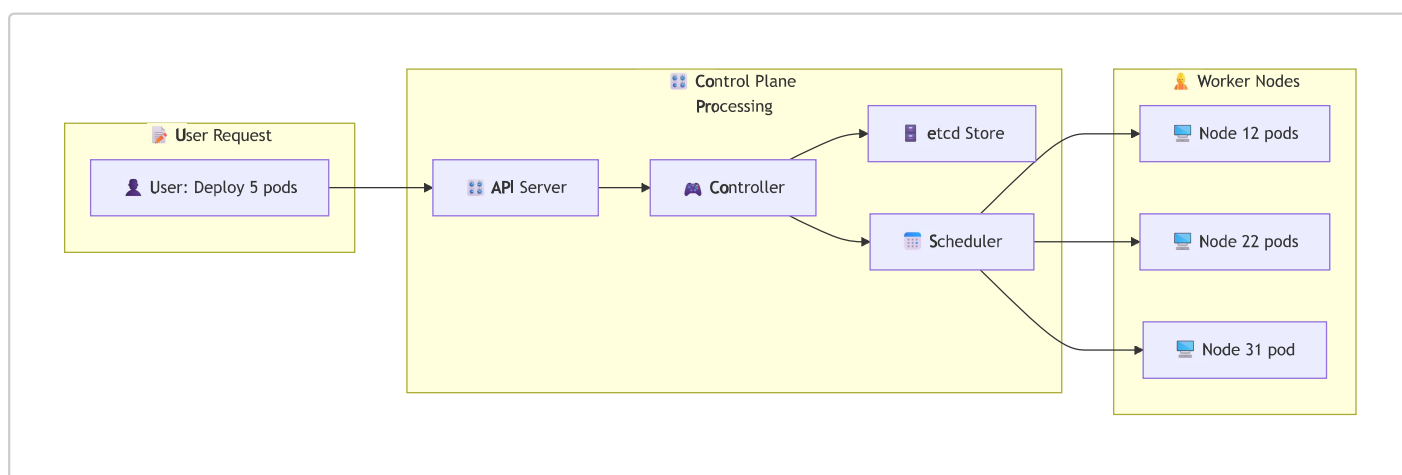 User Request
User: Deploy 5 pods
Control Plane
Processing
API Server
Controller
etcd Store
Scheduler
Worker Nodes
Node 12 pods
Node 22 pods
Node 31 pod